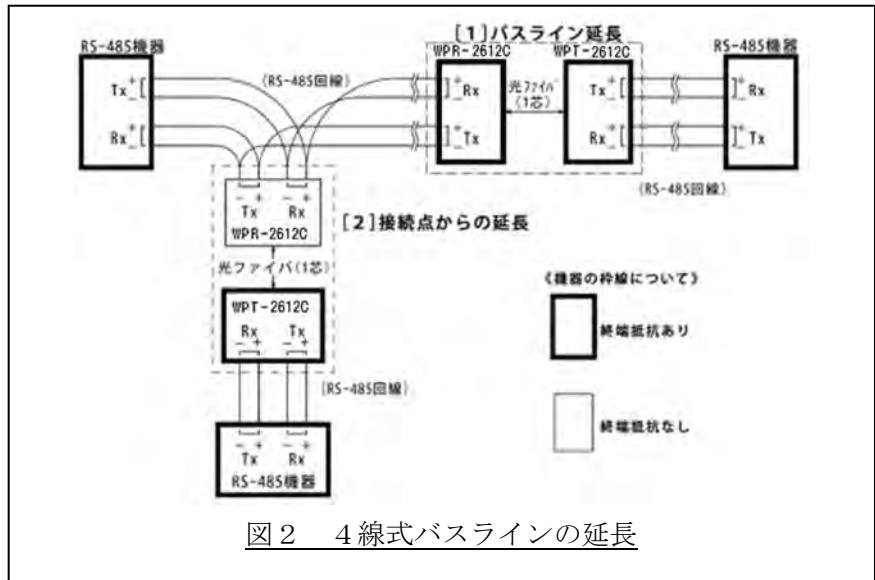 [1]バスライン延長
RS-485機器
WPR-2612C
WPT-2612C
RS-485機器
(RS-485回線)
Tx + −
Rx + −
+ − Rx
+ − Tx
光ファイバ
(1芯)
Tx + −
Rx + −
+ − Rx
+ − Tx
(RS-485回線)
− + − +
Tx Rx
WPR-2612C
[2]接続点からの延長
光ファイバ(1芯)
WPT-2612C
Rx Tx
− + − +
(RS-485回線)
− + − +
Tx Rx
RS-485機器
《機器の枠線について》
終端抵抗あり
終端抵抗なし
図2 4線式バスラインの延長